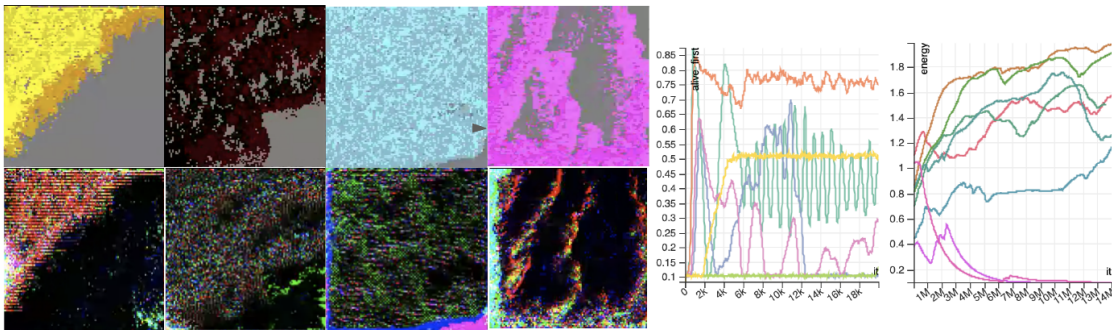 0.85
0.8
0.75
0.7
0.65
0.6
0.55
0.5
0.45
0.4
0.35
0.3
0.25
0.2
0.15
0.1
alive_first
it
0
2k
4k
6k
8k
10k
12k
14k
16k
18k
1.8
1.6
1.4
1.2
1
0.8
0.6
0.4
0.2
energy
it
1M
2M
3M
4M
5M
6M
7M
8M
9M
10M
11M
12M
13M
14M